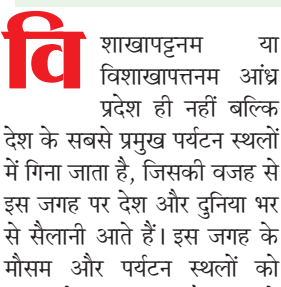 विशाखापट्टनम या
विशाखापत्तनम आंध्र
प्रदेश ही नहीं बल्कि
देश के सबसे प्रमुख पर्यटन स्थलों
में गिना जाता है, जिसकी वजह से
इस जगह पर देश और दुनिया भर
से सैलानी आते हैं। इस जगह के
मौसम और पर्यटन स्थलों को